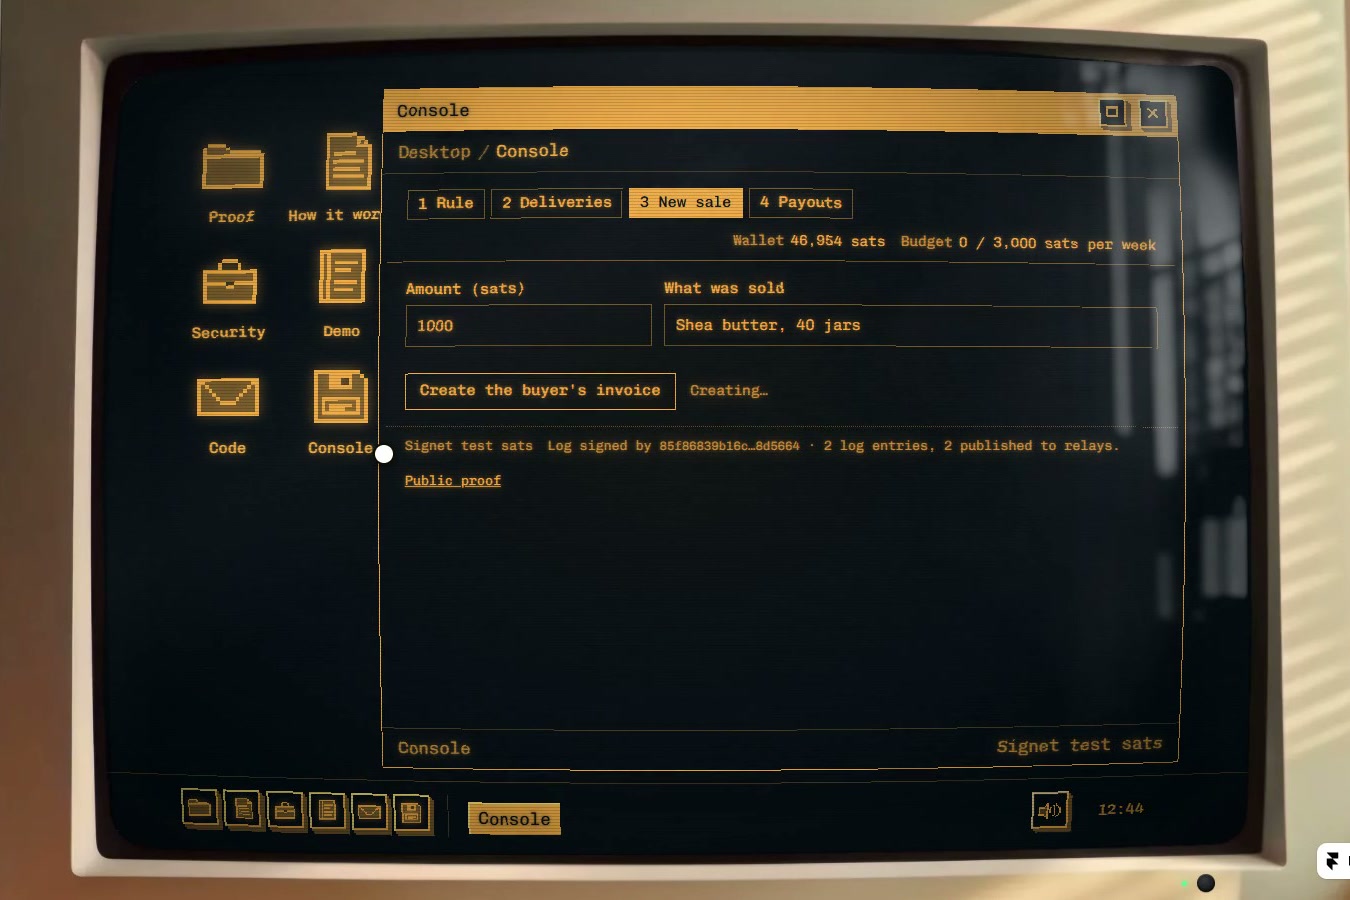 Console
Desktop / Console
1 Rule
2 Deliveries
3 New sale
4 Payouts
Wallet 46,954 sats Budget 0 / 3,000 sats per week
Amount (sats)
What was sold
1000
Shea butter, 40 jars
Create the buyer's invoice
Creating…
Signet test sats Log signed by 85f86839b16c…8d5664 · 2 log entries, 2 published to relays.
Public proof
Console
Signet test sats
Proof
How it wor
Security
Demo
Code
Console
Console
12:44